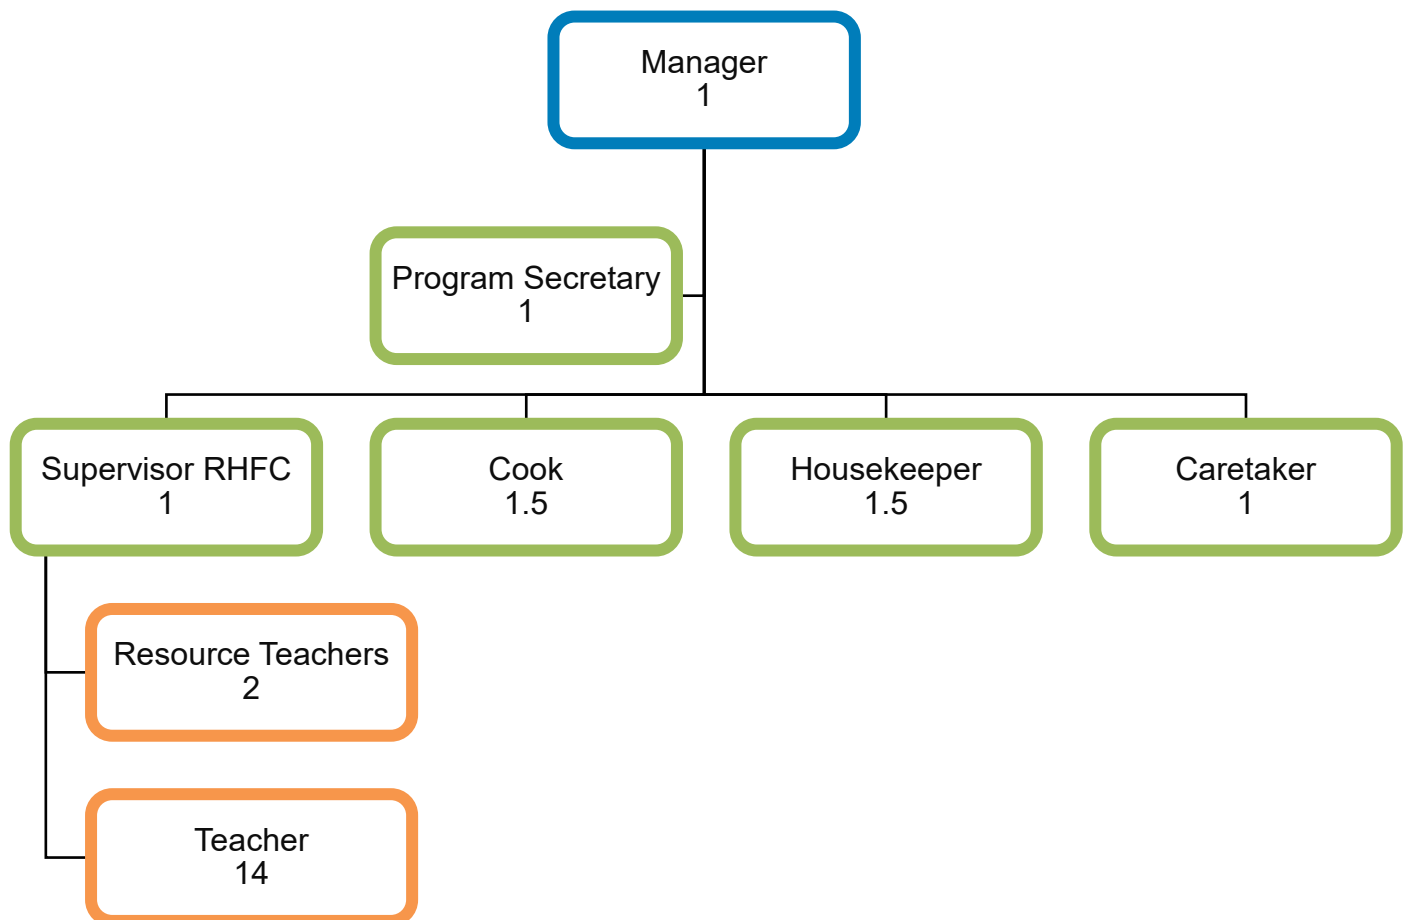 Manager
1
Program Secretary
1
Supervisor RHFC
1
Cook
1.5
Housekeeper
1.5
Caretaker
1
Resource Teachers
2
Teacher
14